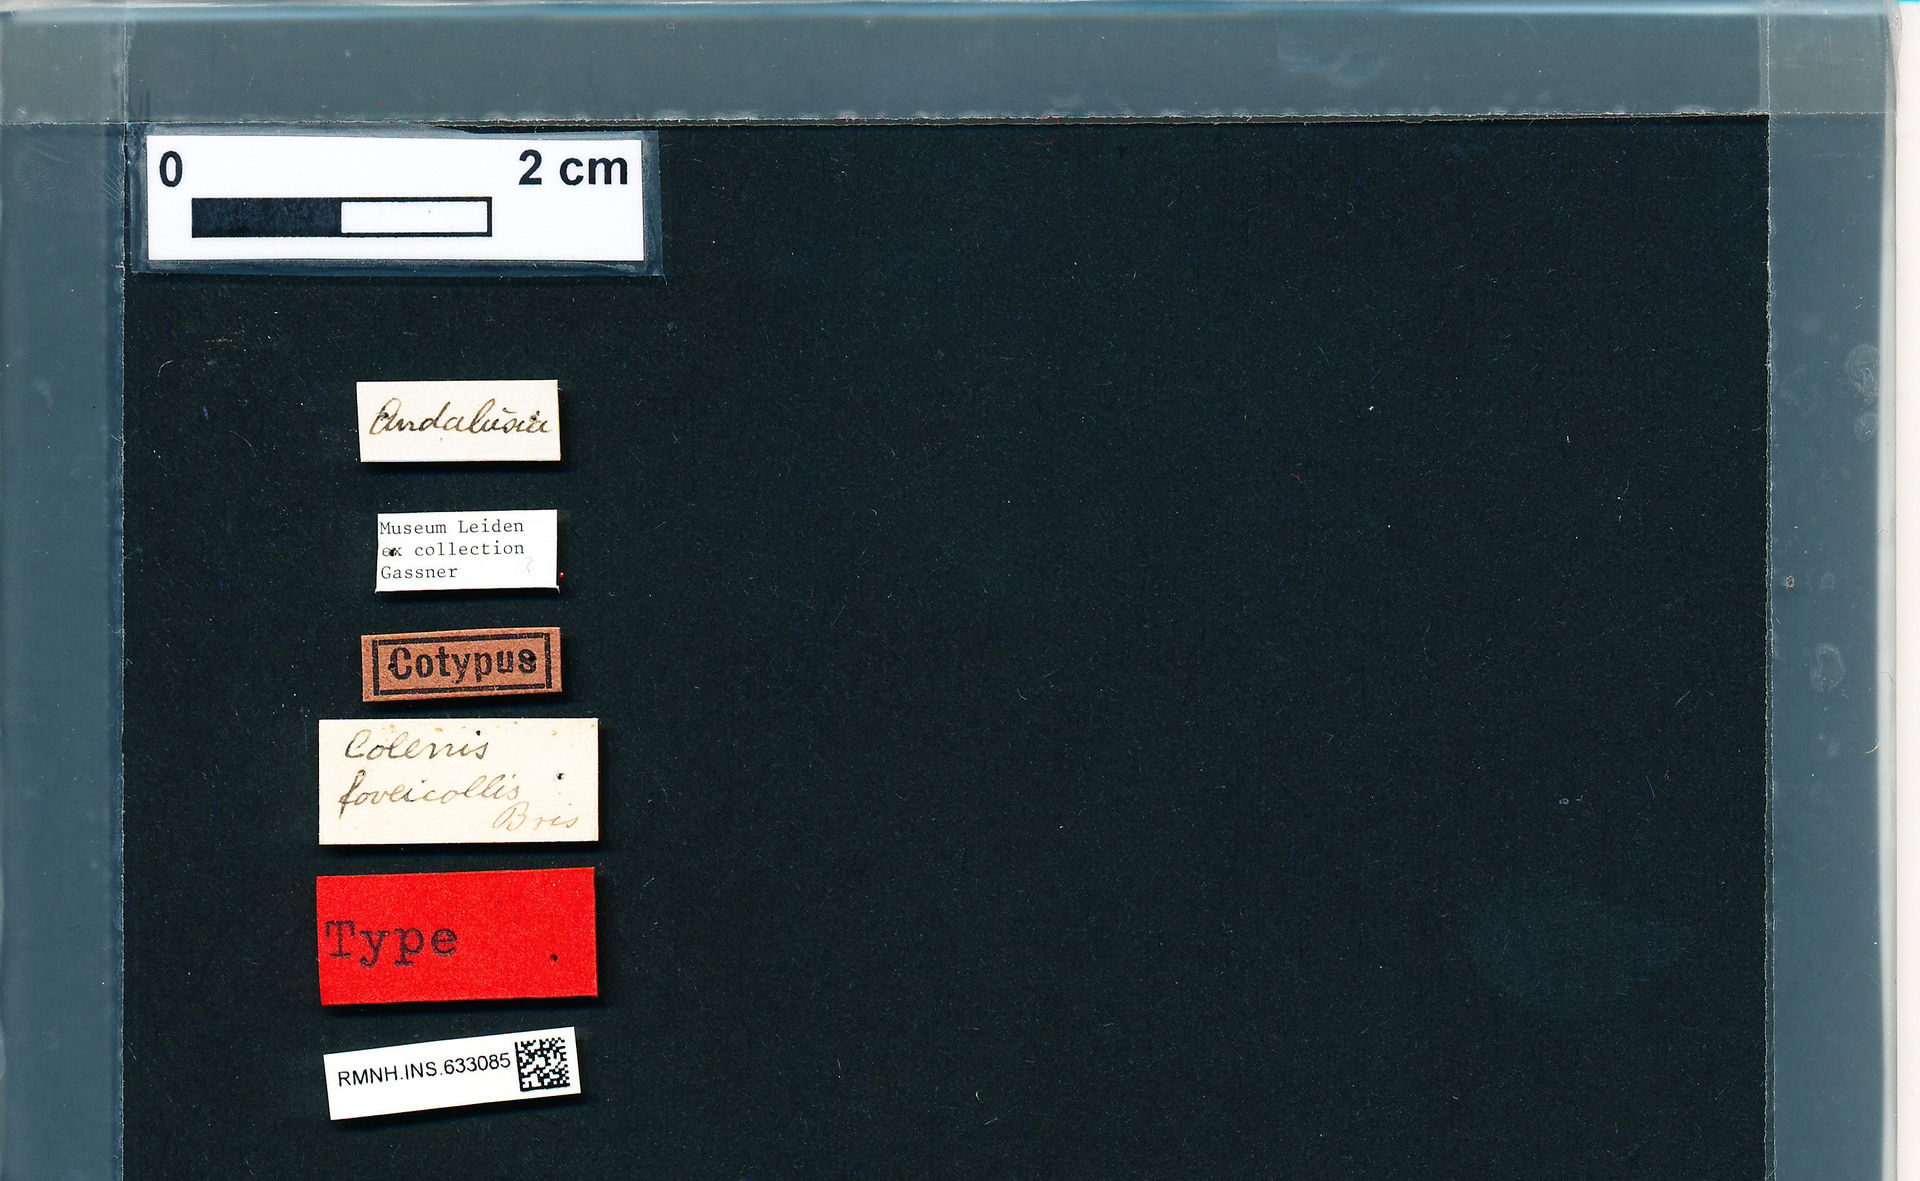 0 2 cm
Andalusia
Museum Leiden
ex collection
Gassner
Cotypus
Colenis
foveicollis
Bris
Type
RMNH.INS.633085